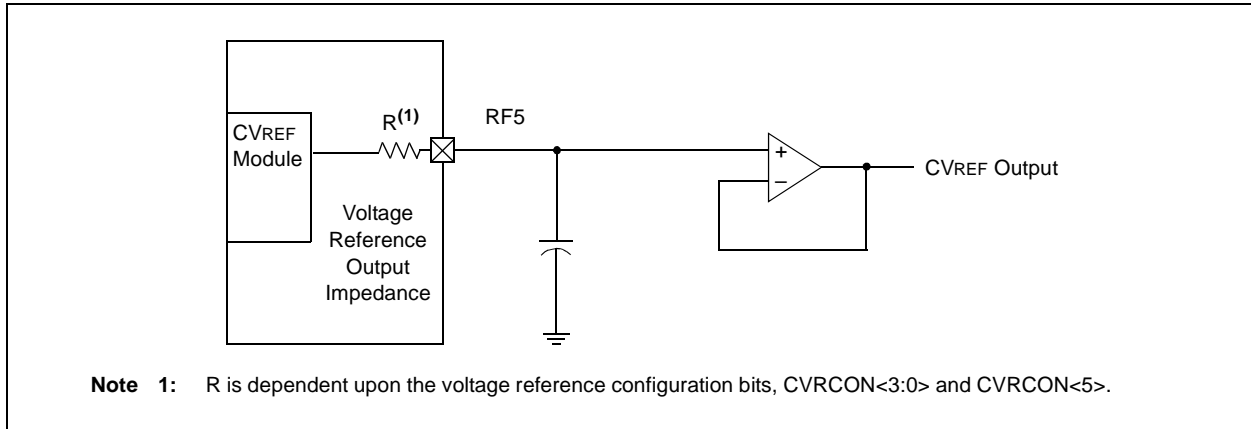 CVREF
Module
R(1)
RF5
Voltage
Reference
Output
Impedance
+
–
CVREF Output
Note 1: R is dependent upon the voltage reference configuration bits, CVRCON<3:0> and CVRCON<5>.